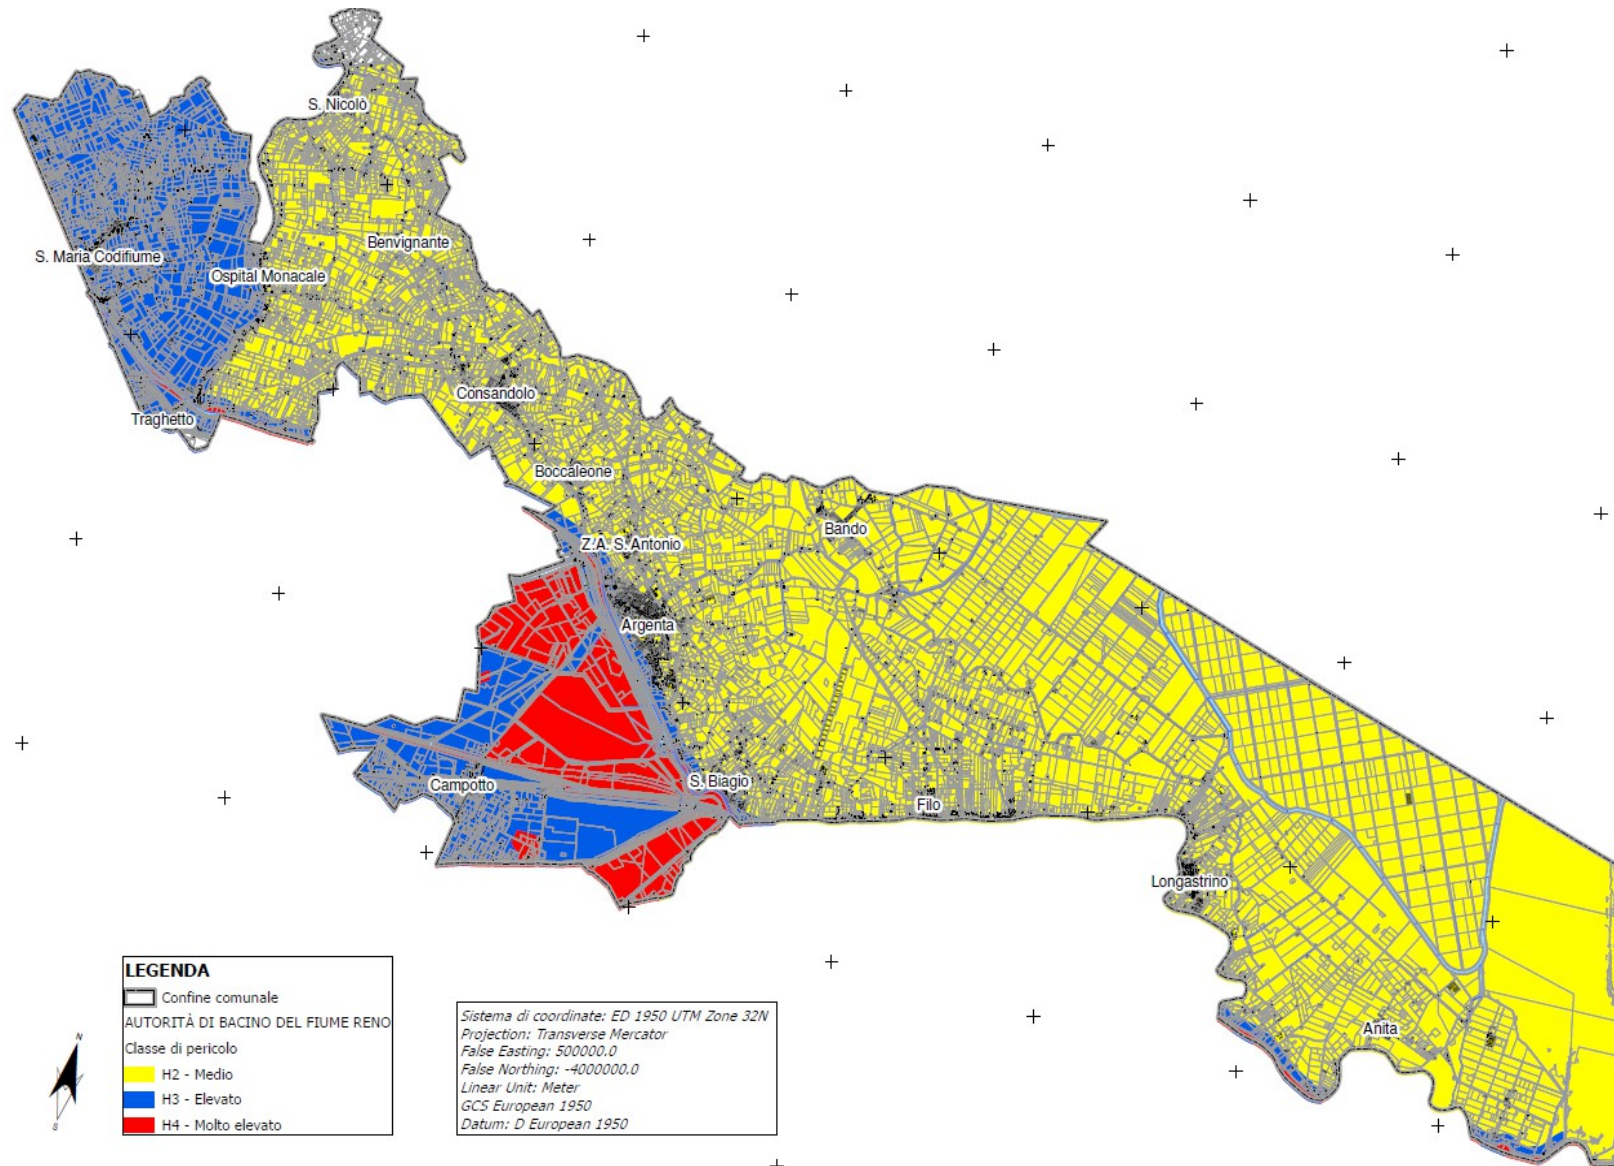 S. Nicolò
Benvignante
S. Maria Codifiume
Ospital Monacale
Consandolo
Traghetto
Boccaleone
Bando
Z.A. S. Antonio
Argenta
S. Biagio
Campotto
Filo
Longastrino
Anita
LEGENDA
Confine comunale
AUTORITÀ DI BACINO DEL FIUME RENO
Classe di pericolo
H2 - Medio
H3 - Elevato
H4 - Molto elevato
N
S
Sistema di coordinate: ED 1950 UTM Zone 32N
Projection: Transverse Mercator
False Easting: 500000.0
False Northing: -4000000.0
Linear Unit: Meter
GCS European 1950
Datum: D European 1950